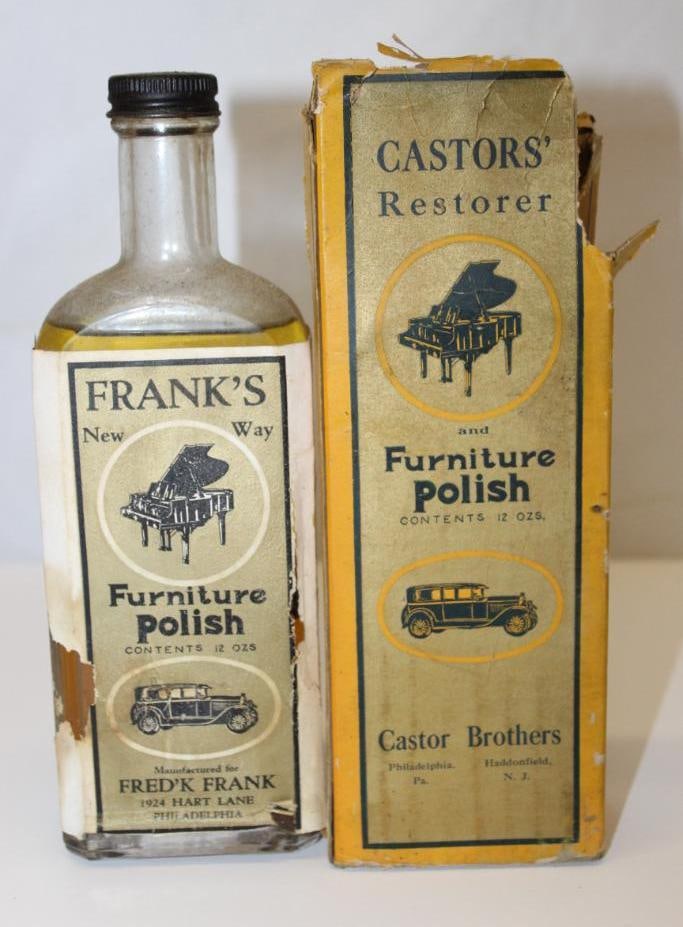 FRANK'S
New Way
Furniture
polish
CONTENTS 12 OZS
Manufactured for
FRED'K FRANK
1924 HART LANE
PHILADELPHIA
CASTORS'
Restorer
and
Furniture
polish
CONTENTS 12 OZS.
Castor Brothers
Philadelphia, Haddonfield,
Pa. N. J.